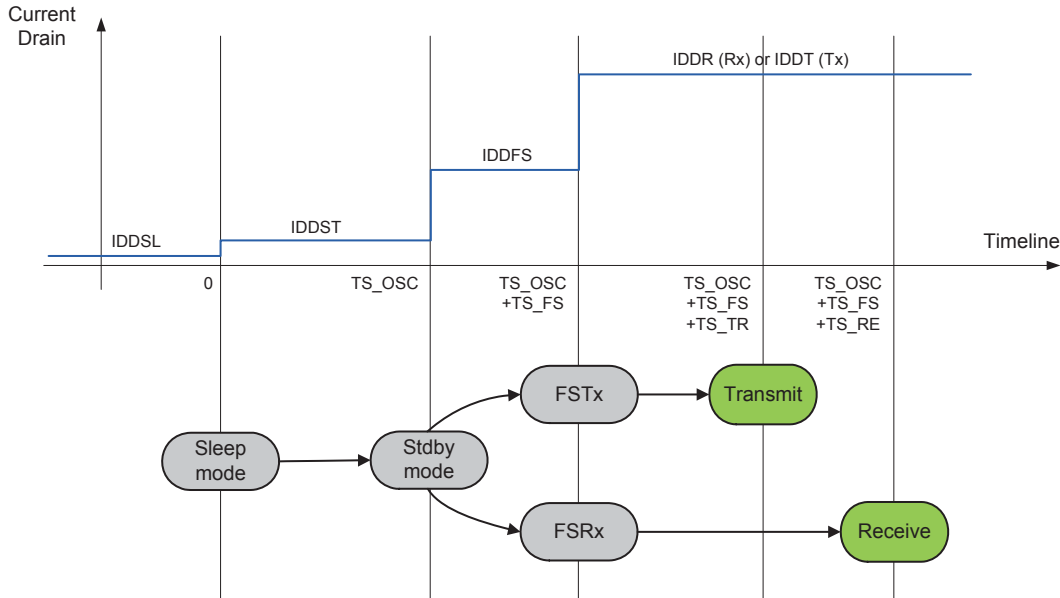 Current
Drain
IDDR (Rx) or IDDT (Tx)
IDDFS
IDDST
IDDSL
Timeline
0
TS_OSC
TS_OSC
+TS_FS
TS_OSC
+TS_FS
+TS_TR
TS_OSC
+TS_FS
+TS_RE
FSTx
Transmit
Sleep
mode
Stdby
mode
FSRx
Receive